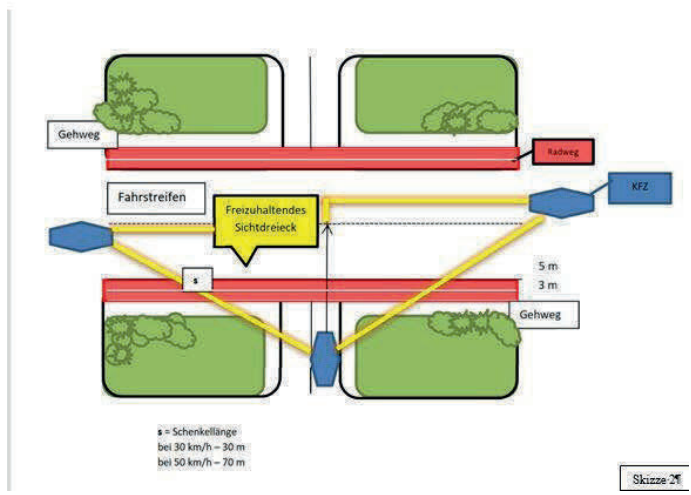 Gehweg
Radweg
Fahrstreifen
KFZ
Freizuhaltendes
Sichtdreieck
s
5 m
3 m
Gehweg
s = Schenkellänge
bei 30 km/h – 30 m
bei 50 km/h – 70 m
Skizze·2¶